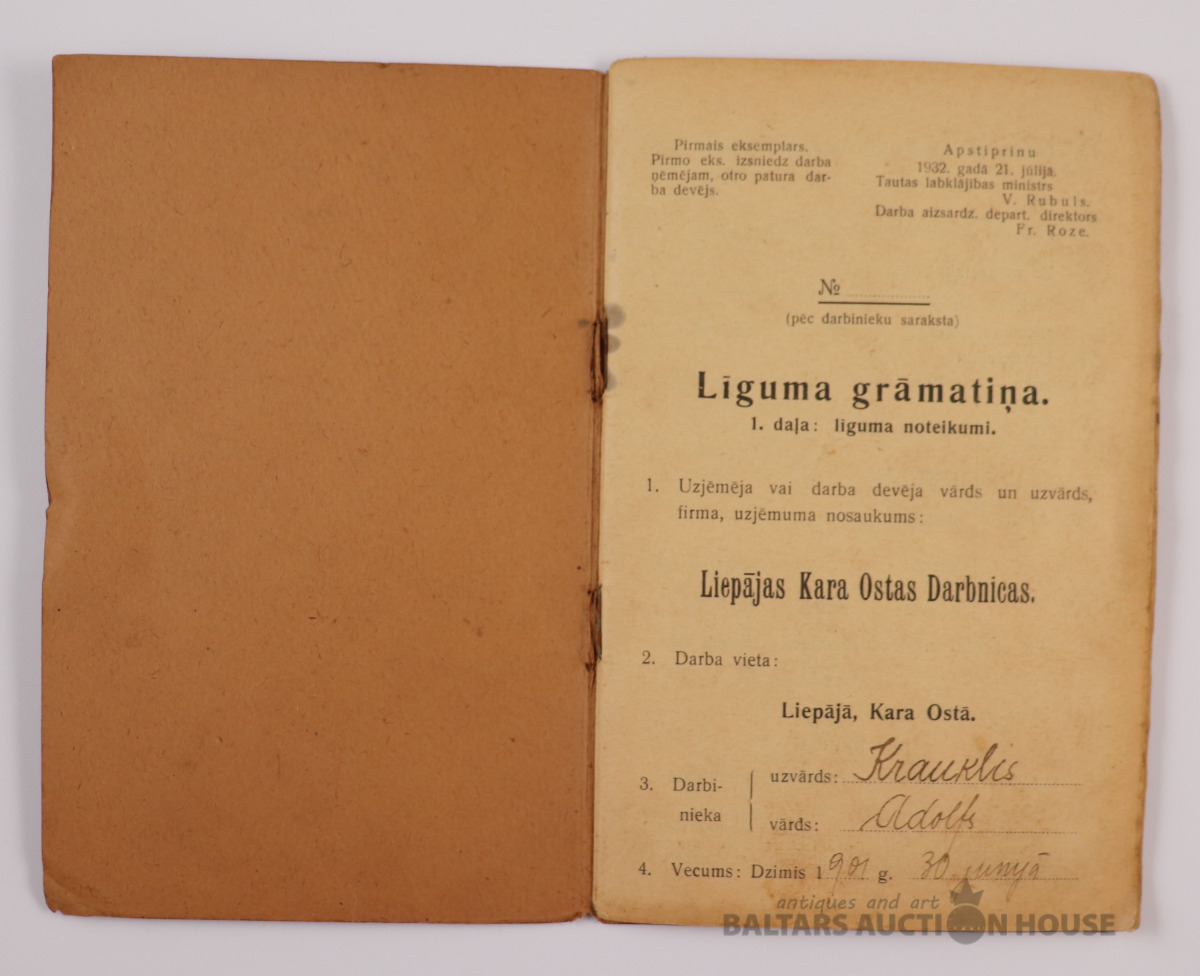 Pirmais eksemplars.
Pirmo eks. izsniedz darba
ņēmējam, otro patura dar-
ba devējs.
Apstiprinu
1932. gadā 21. jūlijā.
Tautas labklājības ministrs
V. Rubuls.
Darba aizsardz. depart. direktors
Fr. Roze.
№
(pēc darbinieku saraksta)
Līguma grāmatiņa.
1. daļa: līguma noteikumi.
1. Uzjēmēja vai darba devēja vārds un uzvārds,
firma, uzjēmuma nosaukums:
Liepājas Kara Ostas Darbnicas.
2. Darba vieta:
Liepājā, Kara Ostā.
3. Darbi-
nieka
uzvārds: Krauklis
vārds: Adolfs
4. Vecums: Dzimis 1901 g. 30 junijā
antiques and art
BALTARS AUCTION HOUSE